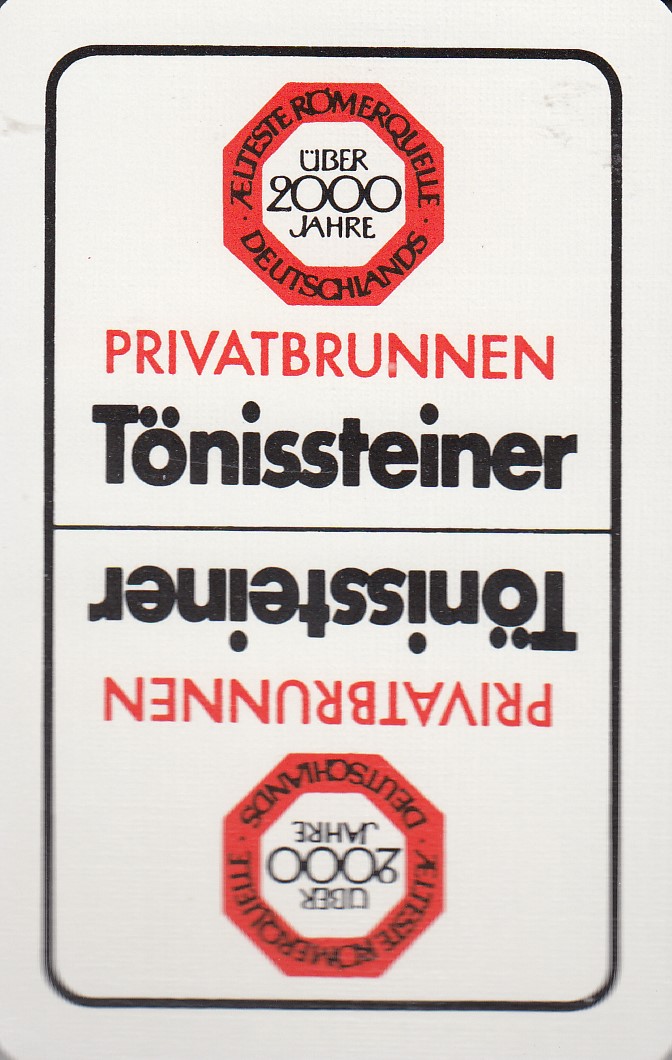 ÆLTESTE RÖMERQUELLE
ÜBER
2000
JAHRE
· DEUTSCHLANDS ·
PRIVATBRUNNEN
Tönissteiner
Tönissteiner
PRIVATBRUNNEN
ÆLTESTE RÖMERQUELLE
ÜBER
2000
JAHRE
· DEUTSCHLANDS ·